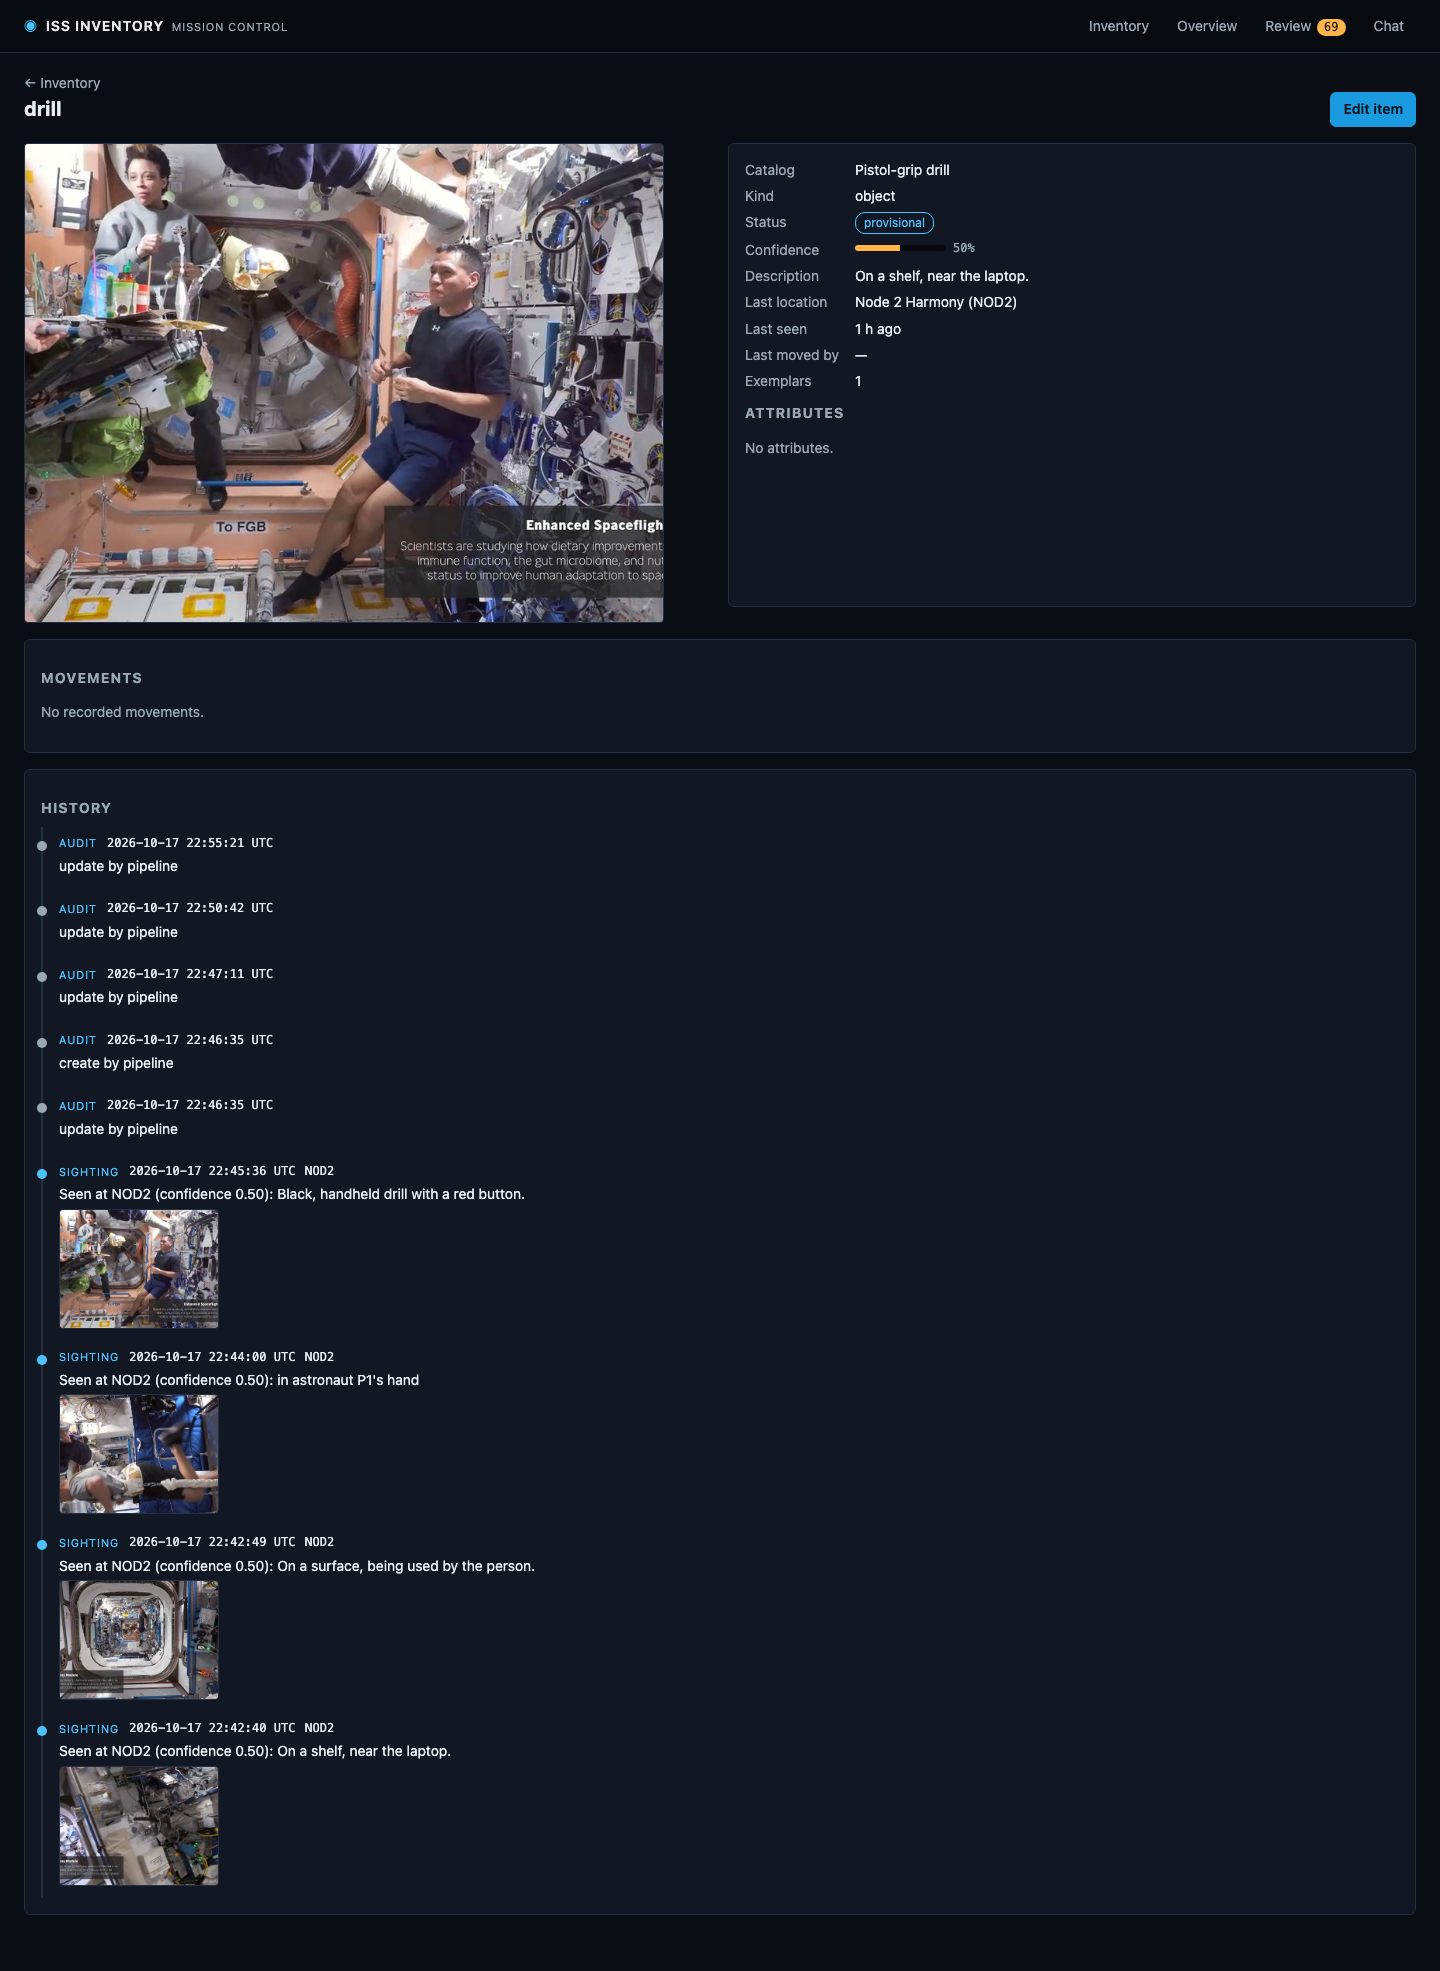 ISS INVENTORY MISSION CONTROL
Inventory Overview Review 69 Chat
← Inventory
drill
Edit item
To FGB
Enhanced Spacefligh
Scientists are studying how dietary improvement
immune function, the gut microbiome, and nut
status to improve human adaptation to spac
Catalog Pistol-grip drill
Kind object
Status provisional
Confidence 50%
Description On a shelf, near the laptop.
Last location Node 2 Harmony (NOD2)
Last seen 1 h ago
Last moved by —
Exemplars 1
ATTRIBUTES
No attributes.
MOVEMENTS
No recorded movements.
HISTORY
AUDIT 2026-10-17 22:55:21 UTC
update by pipeline
AUDIT 2026-10-17 22:50:42 UTC
update by pipeline
AUDIT 2026-10-17 22:47:11 UTC
update by pipeline
AUDIT 2026-10-17 22:46:35 UTC
create by pipeline
AUDIT 2026-10-17 22:46:35 UTC
update by pipeline
SIGHTING 2026-10-17 22:45:36 UTC NOD2
Seen at NOD2 (confidence 0.50): Black, handheld drill with a red button.
SIGHTING 2026-10-17 22:44:00 UTC NOD2
Seen at NOD2 (confidence 0.50): in astronaut P1's hand
SIGHTING 2026-10-17 22:42:49 UTC NOD2
Seen at NOD2 (confidence 0.50): On a surface, being used by the person.
SIGHTING 2026-10-17 22:42:40 UTC NOD2
Seen at NOD2 (confidence 0.50): On a shelf, near the laptop.